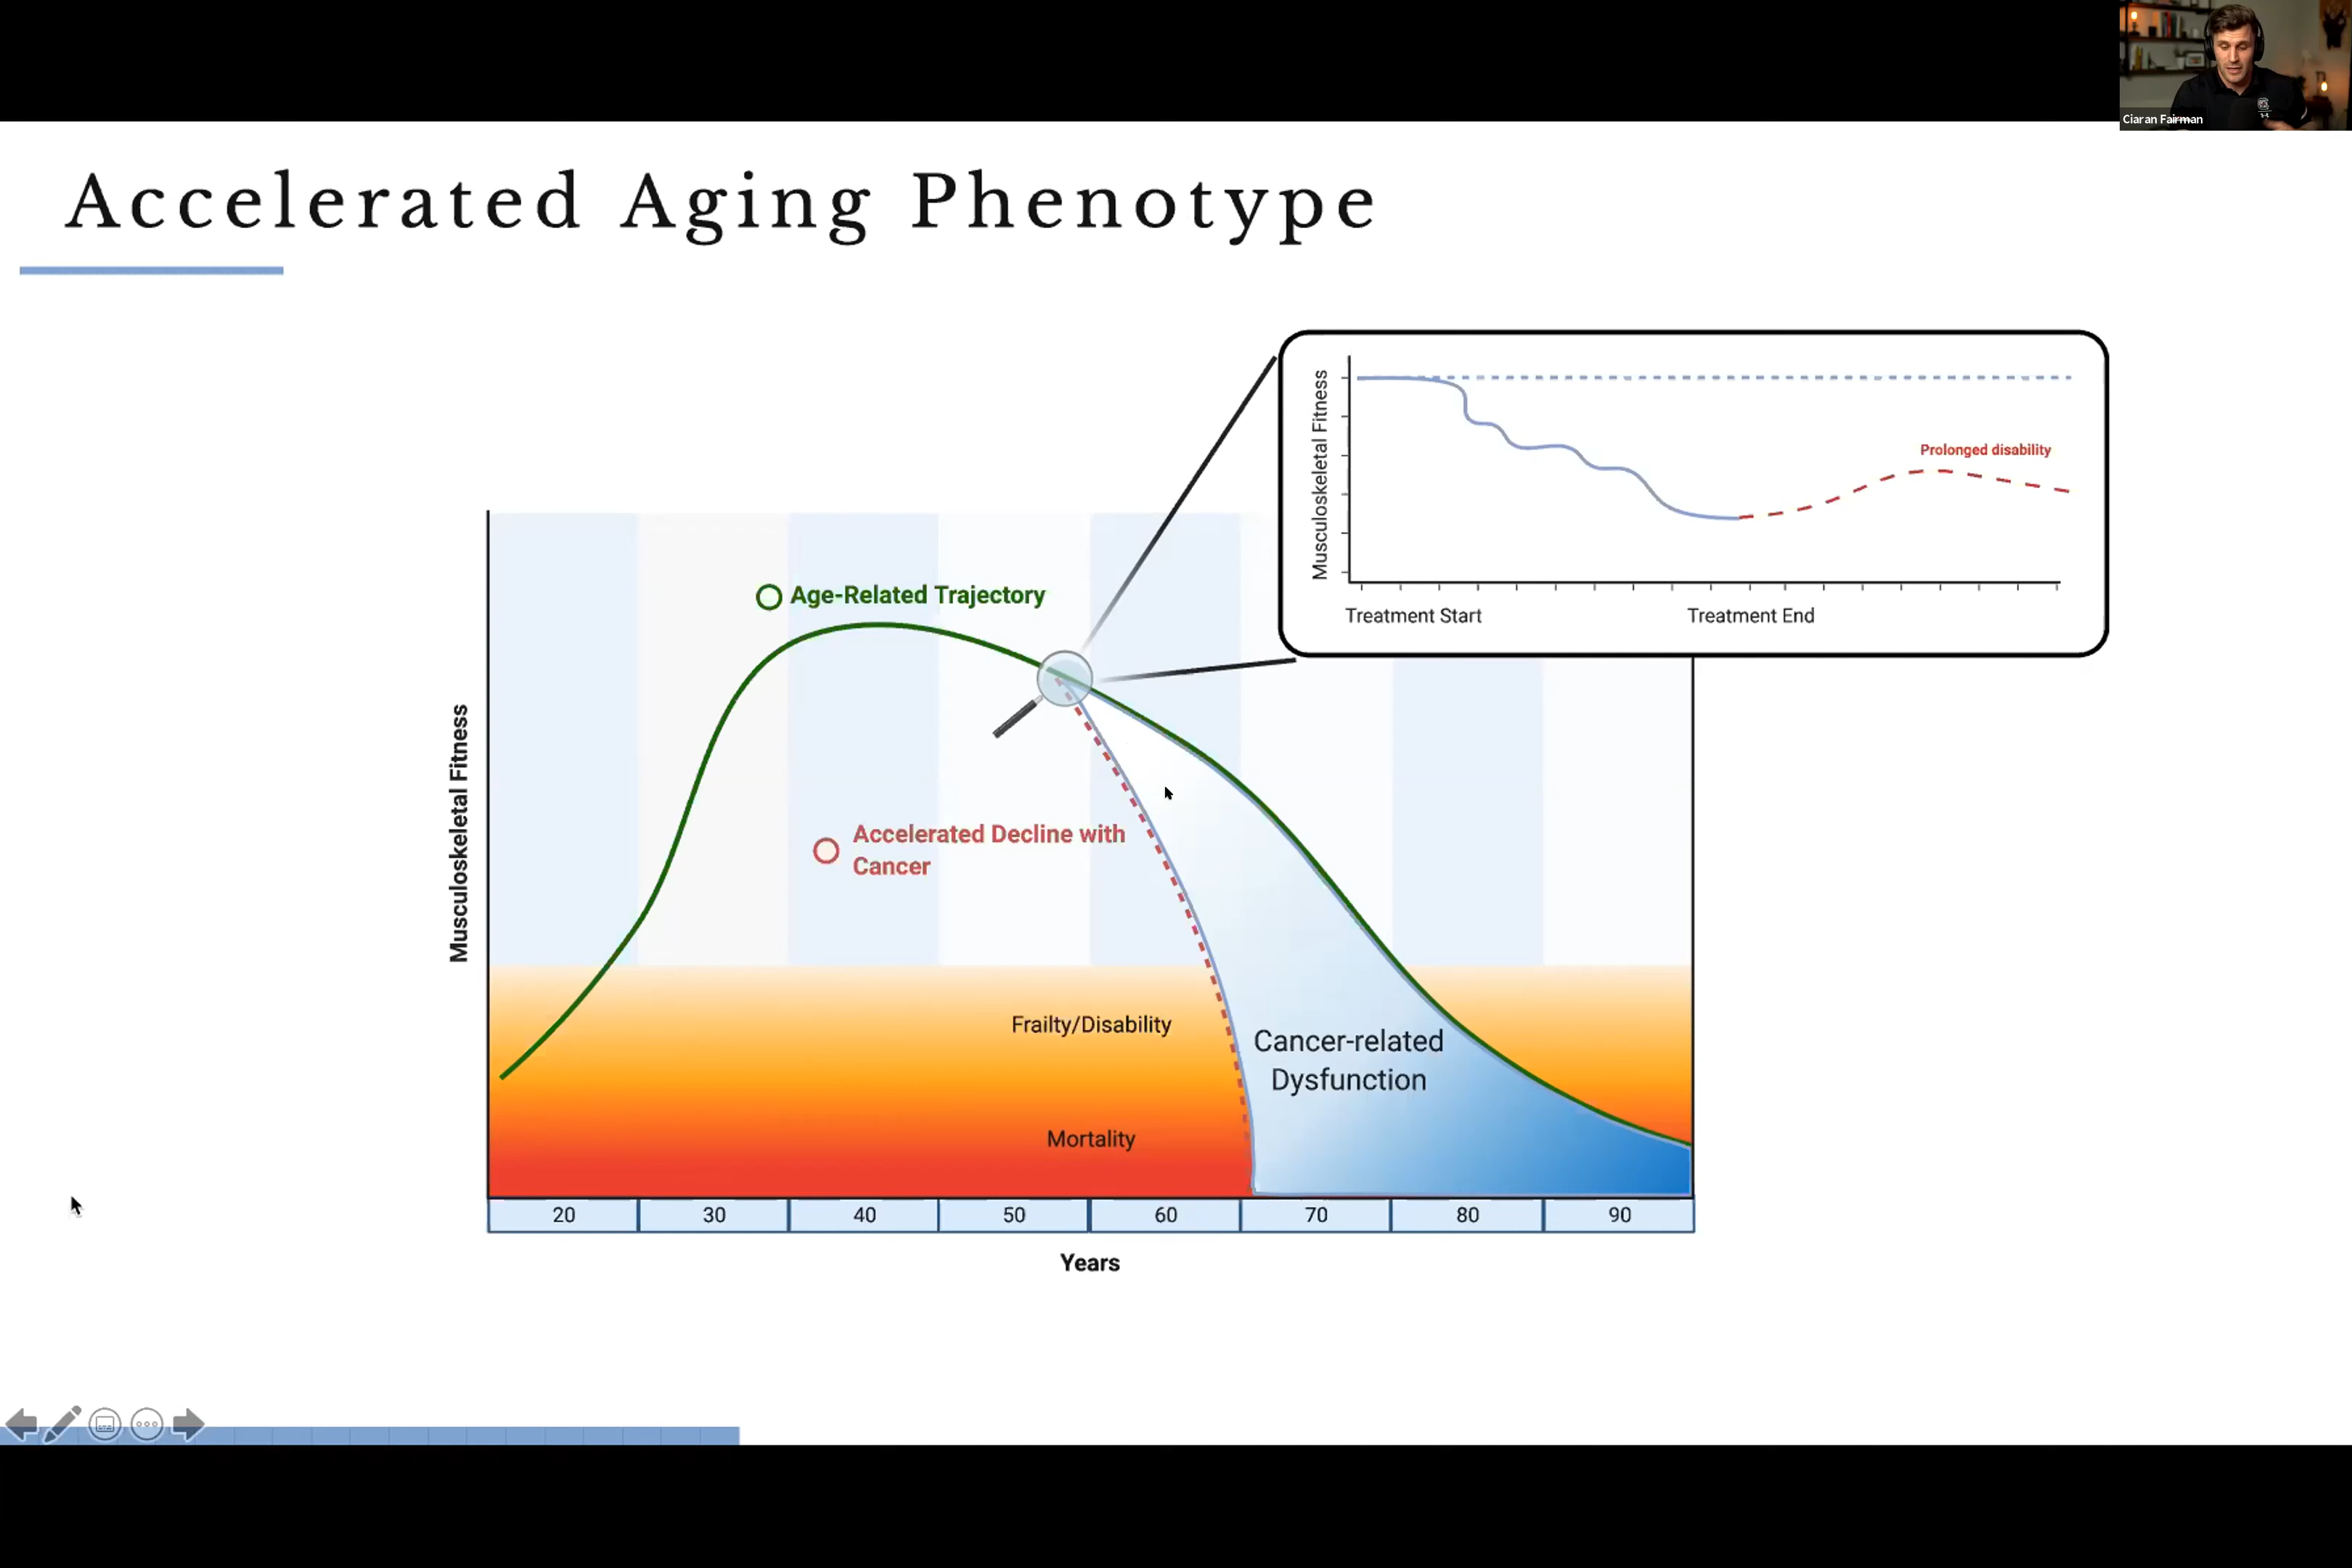 Ciaran Fairman
Accelerated Aging Phenotype
Musculoskeletal Fitness
Prolonged disability
Treatment Start
Treatment End
Age-Related Trajectory
Musculoskeletal Fitness
Accelerated Decline with
Cancer
Frailty/Disability
Cancer-related
Dysfunction
Mortality
20 30 40 50 60 70 80 90
Years